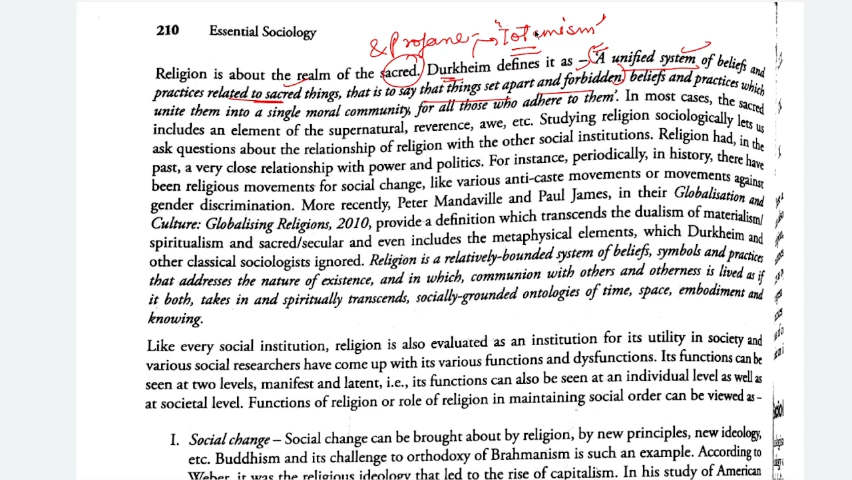 210 Essential Sociology
& Profane → "Totemism"
Religion is about the realm of the sacred. Durkheim defines it as – 'A unified system of beliefs and
practices related to sacred things, that is to say that things set apart and forbidden, beliefs and practices which
unite them into a single moral community, for all those who adhere to them'. In most cases, the sacred
includes an element of the supernatural, reverence, awe, etc. Studying religion sociologically lets us
ask questions about the relationship of religion with the other social institutions. Religion had, in the
past, a very close relationship with power and politics. For instance, periodically, in history, there have
been religious movements for social change, like various anti-caste movements or movements against
gender discrimination. More recently, Peter Mandaville and Paul James, in their Globalisation and
Culture: Globalising Religions, 2010, provide a definition which transcends the dualism of materialism/
spiritualism and sacred/secular and even includes the metaphysical elements, which Durkheim and
other classical sociologists ignored. Religion is a relatively-bounded system of beliefs, symbols and practices
that addresses the nature of existence, and in which, communion with others and otherness is lived as if
it both, takes in and spiritually transcends, socially-grounded ontologies of time, space, embodiment and
knowing.
Like every social institution, religion is also evaluated as an institution for its utility in society and
various social researchers have come up with its various functions and dysfunctions. Its functions can be
seen at two levels, manifest and latent, i.e., its functions can also be seen at an individual level as well as
at societal level. Functions of religion or role of religion in maintaining social order can be viewed as –
I. Social change – Social change can be brought about by religion, by new principles, new ideology,
etc. Buddhism and its challenge to orthodoxy of Brahmanism is such an example. According to
Weber, it was the religious ideology that led to the rise of capitalism. In his study of American